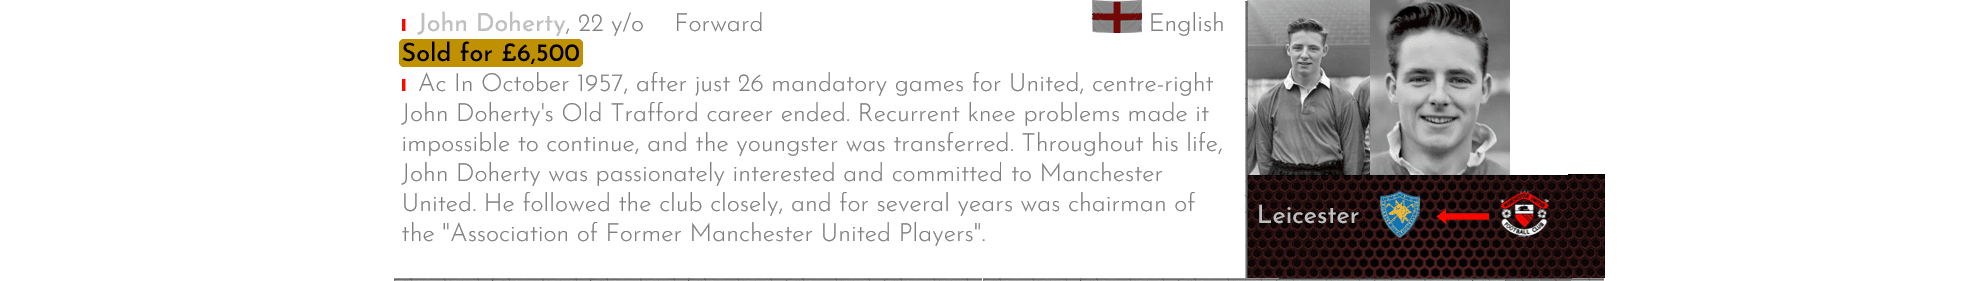 John Doherty, 22 y/o Forward English
Sold for £6,500
Ac In October 1957, after just 26 mandatory games for United, centre-right
John Doherty's Old Trafford career ended. Recurrent knee problems made it
impossible to continue, and the youngster was transferred. Throughout his life,
John Doherty was passionately interested and committed to Manchester
United. He followed the club closely, and for several years was chairman of
the "Association of Former Manchester United Players".
Leicester
FOOTBALL CLUB